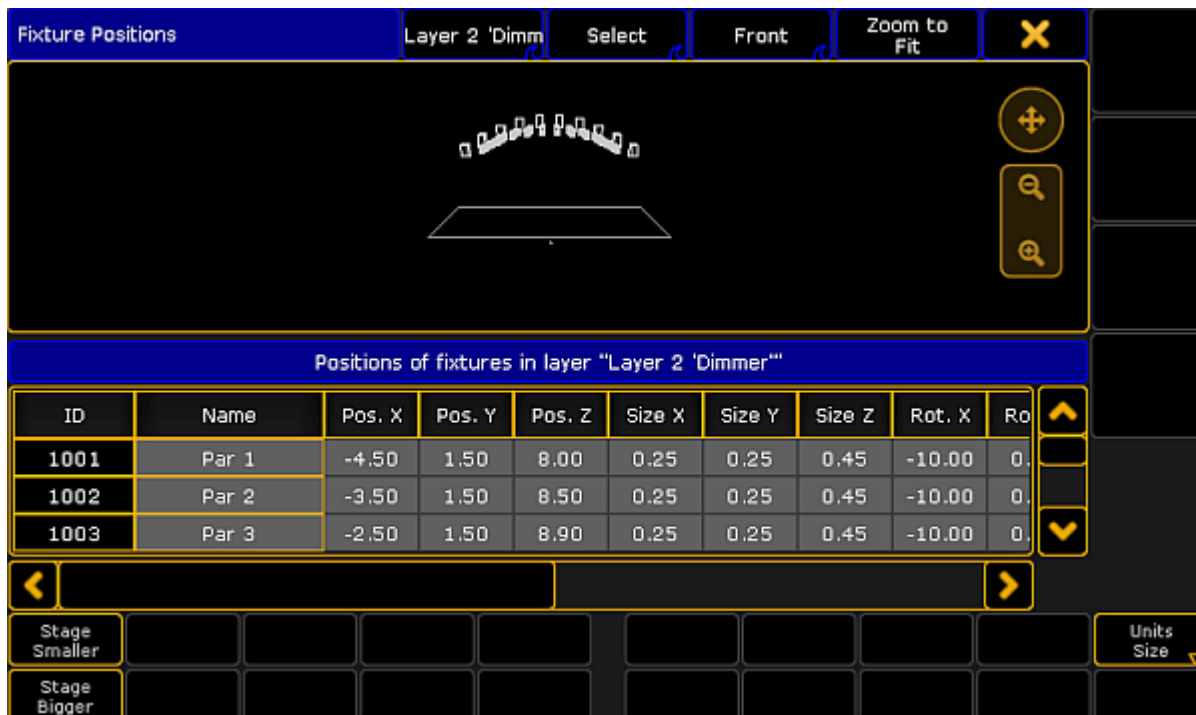 Fixture Positions
Layer 2 'Dimm
Select
Front
Zoom to
Fit
Positions of fixtures in layer "Layer 2 'Dimmer'"
ID Name Pos. X Pos. Y Pos. Z Size X Size Y Size Z Rot. X Ro
1001 Par 1 -4.50 1.50 8.00 0.25 0.25 0.45 -10.00 0.
1002 Par 2 -3.50 1.50 8.50 0.25 0.25 0.45 -10.00 0.
1003 Par 3 -2.50 1.50 8.90 0.25 0.25 0.45 -10.00 0.
Stage
Smaller
Units
Size
Stage
Bigger